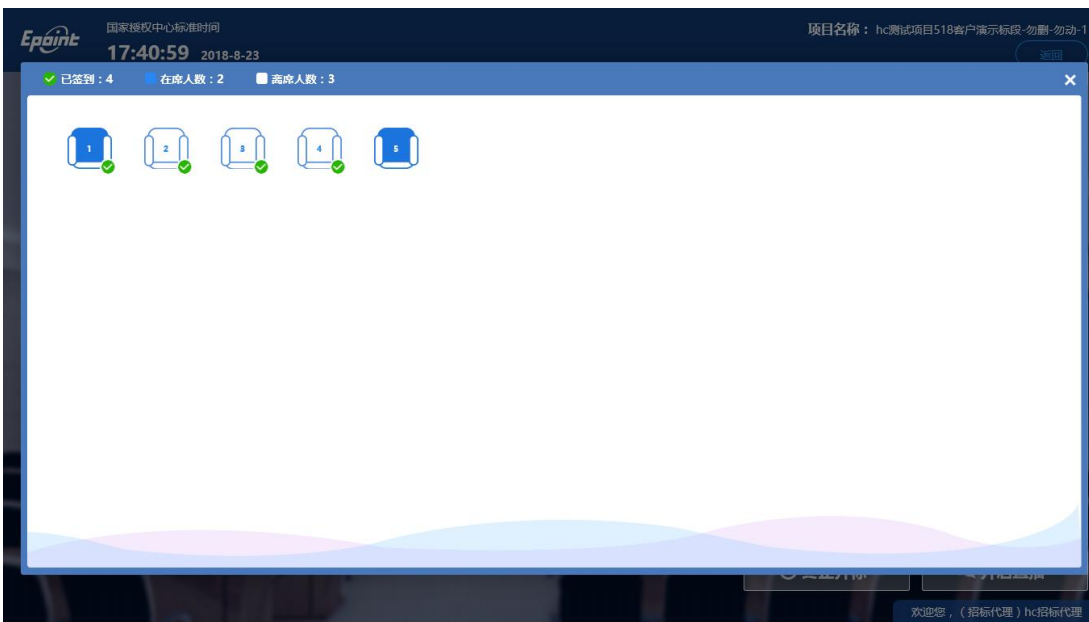 Epoint
国家授权中心标准时间
17:40:59 2018-8-23
项目名称：hc测试项目518客户演示标段-勿删-勿动-1
返回
已签到：4 在席人数：2 离席人数：3
1 2 3 4 5
欢迎您，（招标代理）hc招标代理